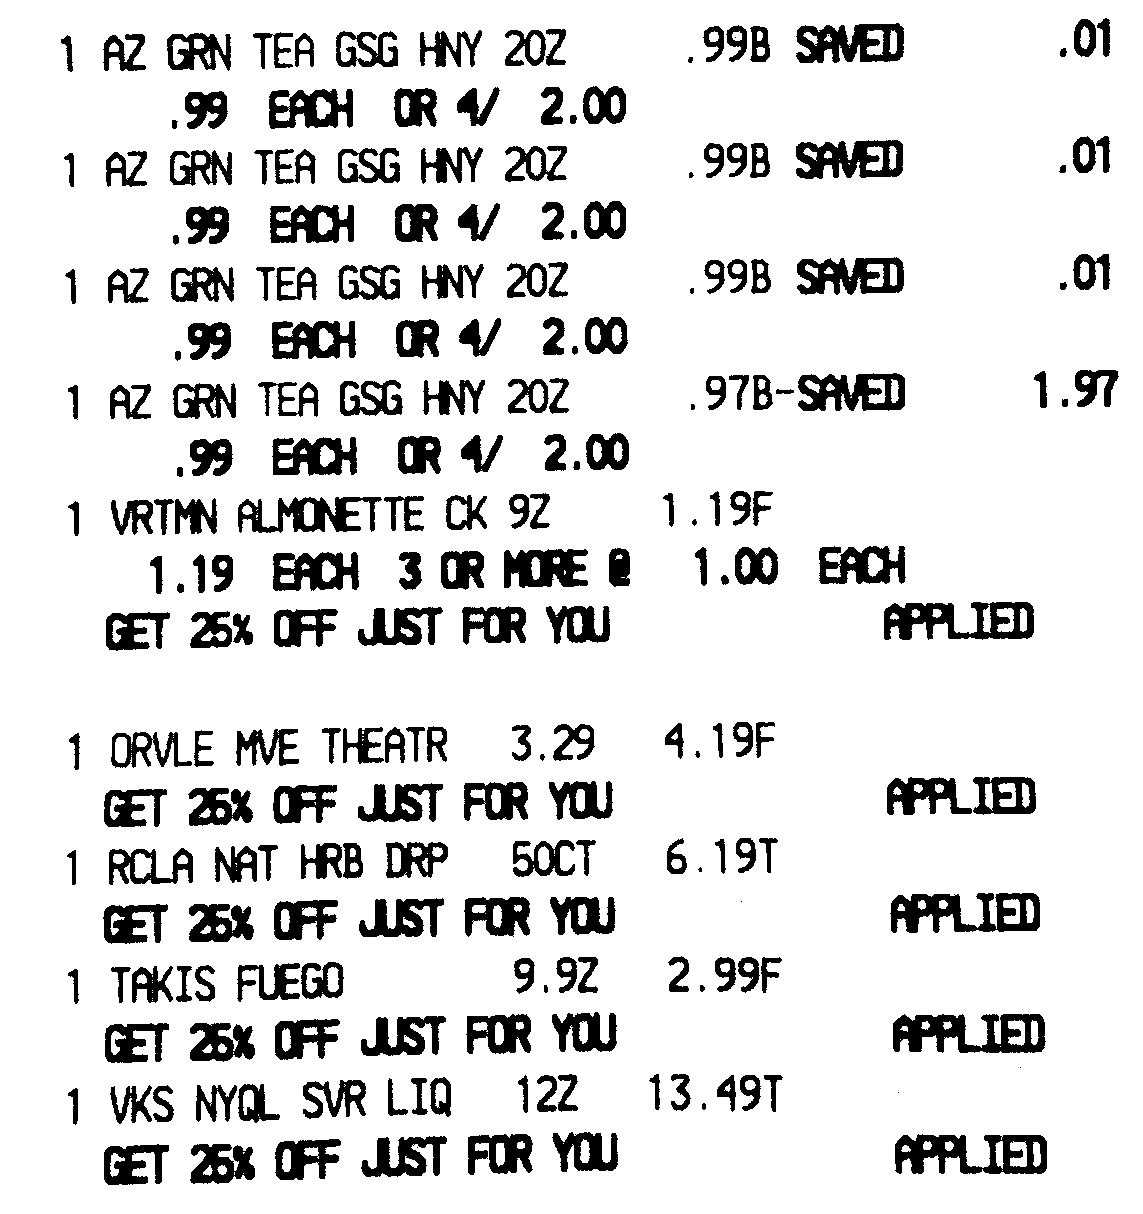 1 AZ GRN TEA GSG HNY 20Z .99B SAVED .01
.99 EACH OR 4/ 2.00
1 AZ GRN TEA GSG HNY 20Z .99B SAVED .01
.99 EACH OR 4/ 2.00
1 AZ GRN TEA GSG HNY 20Z .99B SAVED .01
.99 EACH OR 4/ 2.00
1 AZ GRN TEA GSG HNY 20Z .97B-SAVED 1.97
.99 EACH OR 4/ 2.00
1 VRTMN ALMONETTE CK 9Z 1.19F
1.19 EACH 3 OR MORE @ 1.00 EACH
GET 25% OFF JUST FOR YOU APPLIED
1 ORVLE MVE THEATR 3.29 4.19F
GET 25% OFF JUST FOR YOU APPLIED
1 RCLA NAT HRB DRP 50CT 6.19T
GET 25% OFF JUST FOR YOU APPLIED
1 TAKIS FUEGO 9.9Z 2.99F
GET 25% OFF JUST FOR YOU APPLIED
1 VKS NYQL SVR LIQ 12Z 13.49T
GET 25% OFF JUST FOR YOU APPLIED